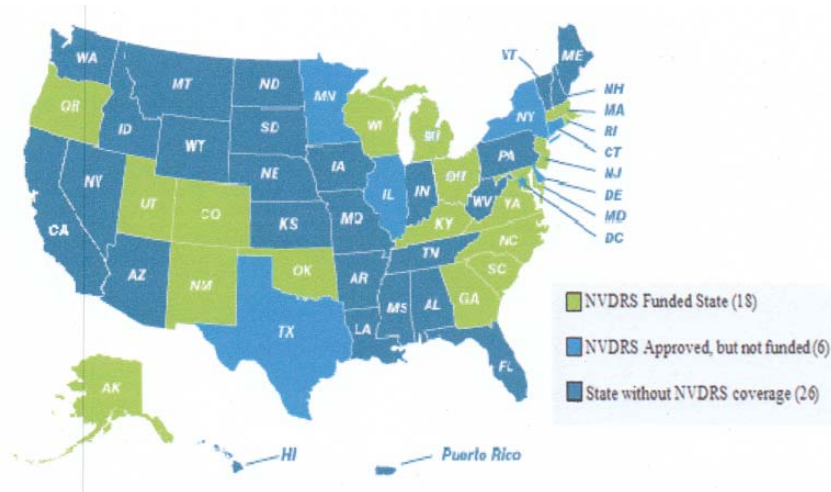 WA
MT
ND
MN
VT
ME
OR
ID
WY
SD
WI
MI
NY
NH
MA
RI
CT
NJ
DE
MD
DC
NV
UT
CO
NE
IA
IL
IN
OH
PA
WV
VA
CA
KS
MO
KY
NC
AZ
NM
OK
AR
TN
SC
TX
LA
MS
AL
GA
FL
AK
HI
Puerto Rico
NVDRS Funded State (18)
NVDRS Approved, but not funded (6)
State without NVDRS coverage (26)